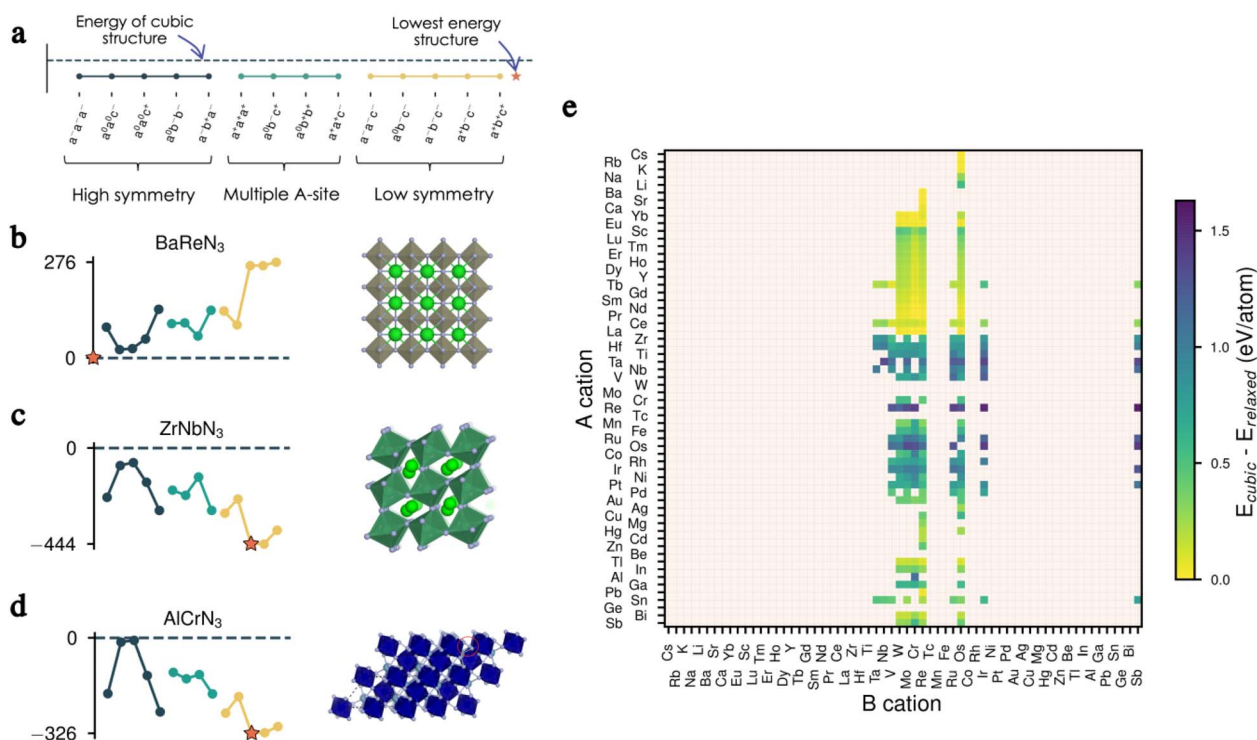 a
Energy of cubic
structure
Lowest energy
structure
a⁻a⁻a⁻
a⁰a⁰c⁻
a⁰a⁰c⁺
a⁰b⁻b⁻
a⁻b⁺a⁻
a⁺a⁺a⁺
a⁰b⁻c⁺
a⁰b⁺b⁺
a⁺a⁺c⁻
a⁻a⁻c⁻
a⁰b⁻c⁻
a⁻b⁻c⁻
a⁺b⁻c⁻
a⁺b⁺c⁺
High symmetry
Multiple A-site
Low symmetry
b
BaReN₃
276
0
c
ZrNbN₃
0
−444
d
AlCrN₃
0
−326
e
A cation
Cs
Rb
K
Na
Li
Ba
Sr
Ca
Yb
Eu
Sc
Lu
Tm
Er
Ho
Dy
Y
Tb
Gd
Sm
Nd
Pr
Ce
La
Zr
Hf
Ti
Ta
Nb
V
W
Mo
Cr
Re
Tc
Mn
Fe
Ru
Os
Co
Rh
Ir
Ni
Pt
Pd
Au
Ag
Cu
Mg
Hg
Cd
Zn
Be
Tl
In
Al
Ga
Pb
Sn
Ge
Bi
Sb
Cs K Li Sr Yb Sc Tm Ho Y Gd Nd Ce Zr Ti Nb W Cr Tc Fe Os Rh Ni Pd Ag Mg Cd Be In Ga Sn Bi
Rb Na Ba Ca Eu Lu Er Dy Tb Sm Pr La Hf Ta V Mo Re Mn Ru Co Ir Pt Au Cu Hg Zn Tl Al Pb Ge Sb
B cation
1.5
1.0
0.5
0.0
E_cubic - E_relaxed (eV/atom)